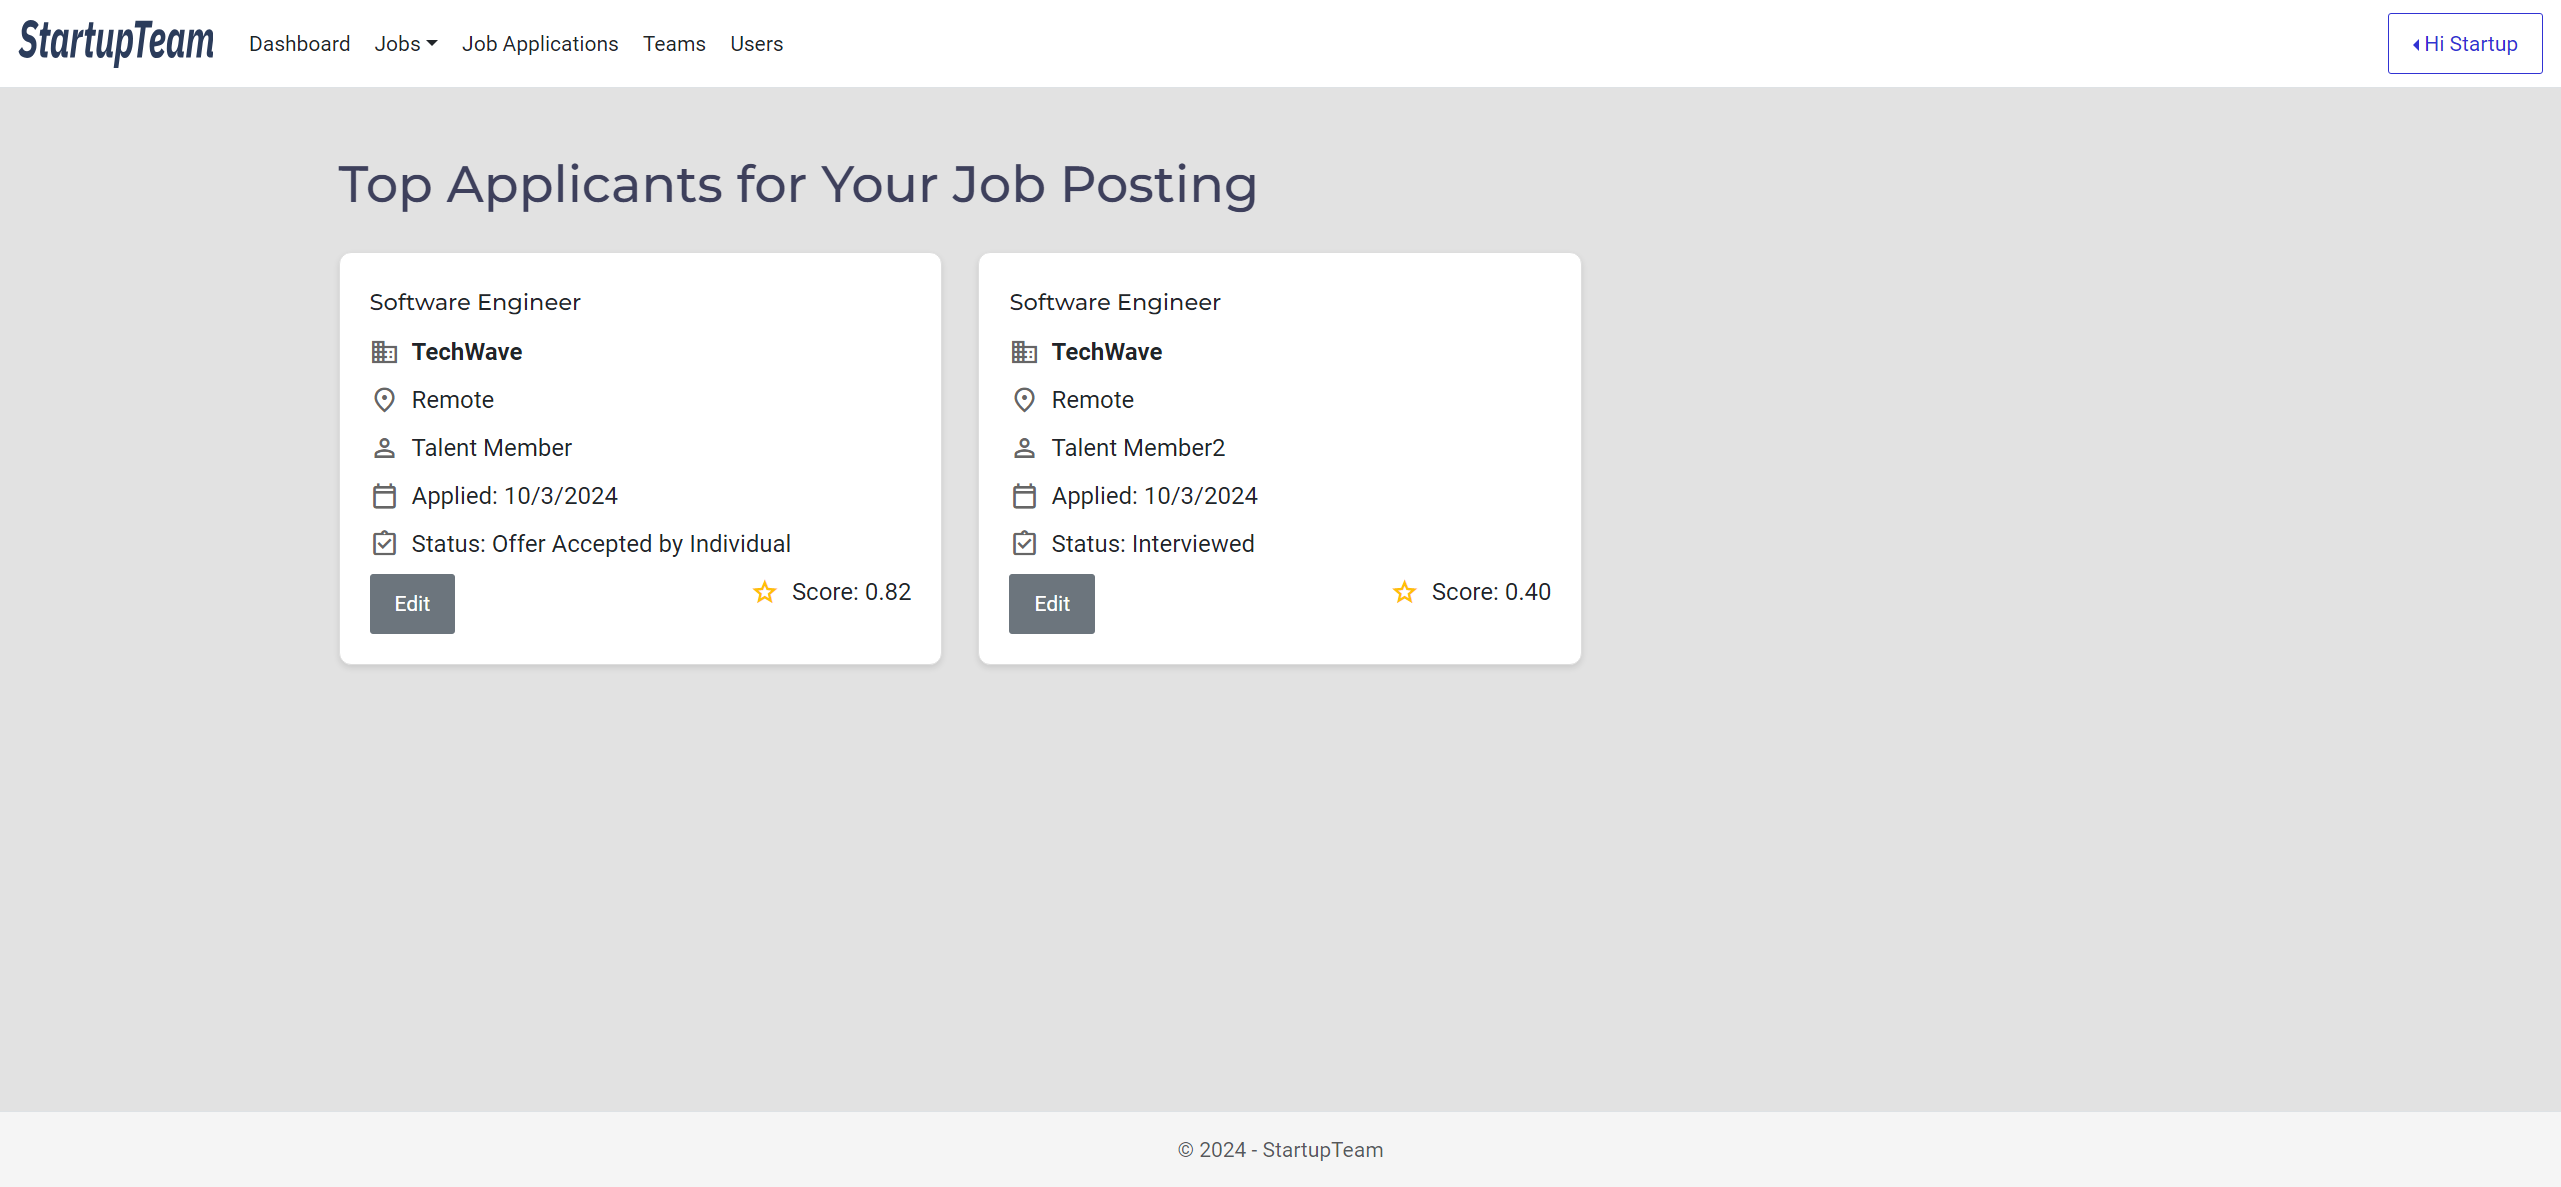 StartupTeam Dashboard Jobs Job Applications Teams Users Hi Startup
Top Applicants for Your Job Posting
Software Engineer
TechWave
Remote
Talent Member
Applied: 10/3/2024
Status: Offer Accepted by Individual
Edit Score: 0.82
Software Engineer
TechWave
Remote
Talent Member2
Applied: 10/3/2024
Status: Interviewed
Edit Score: 0.40
© 2024 - StartupTeam